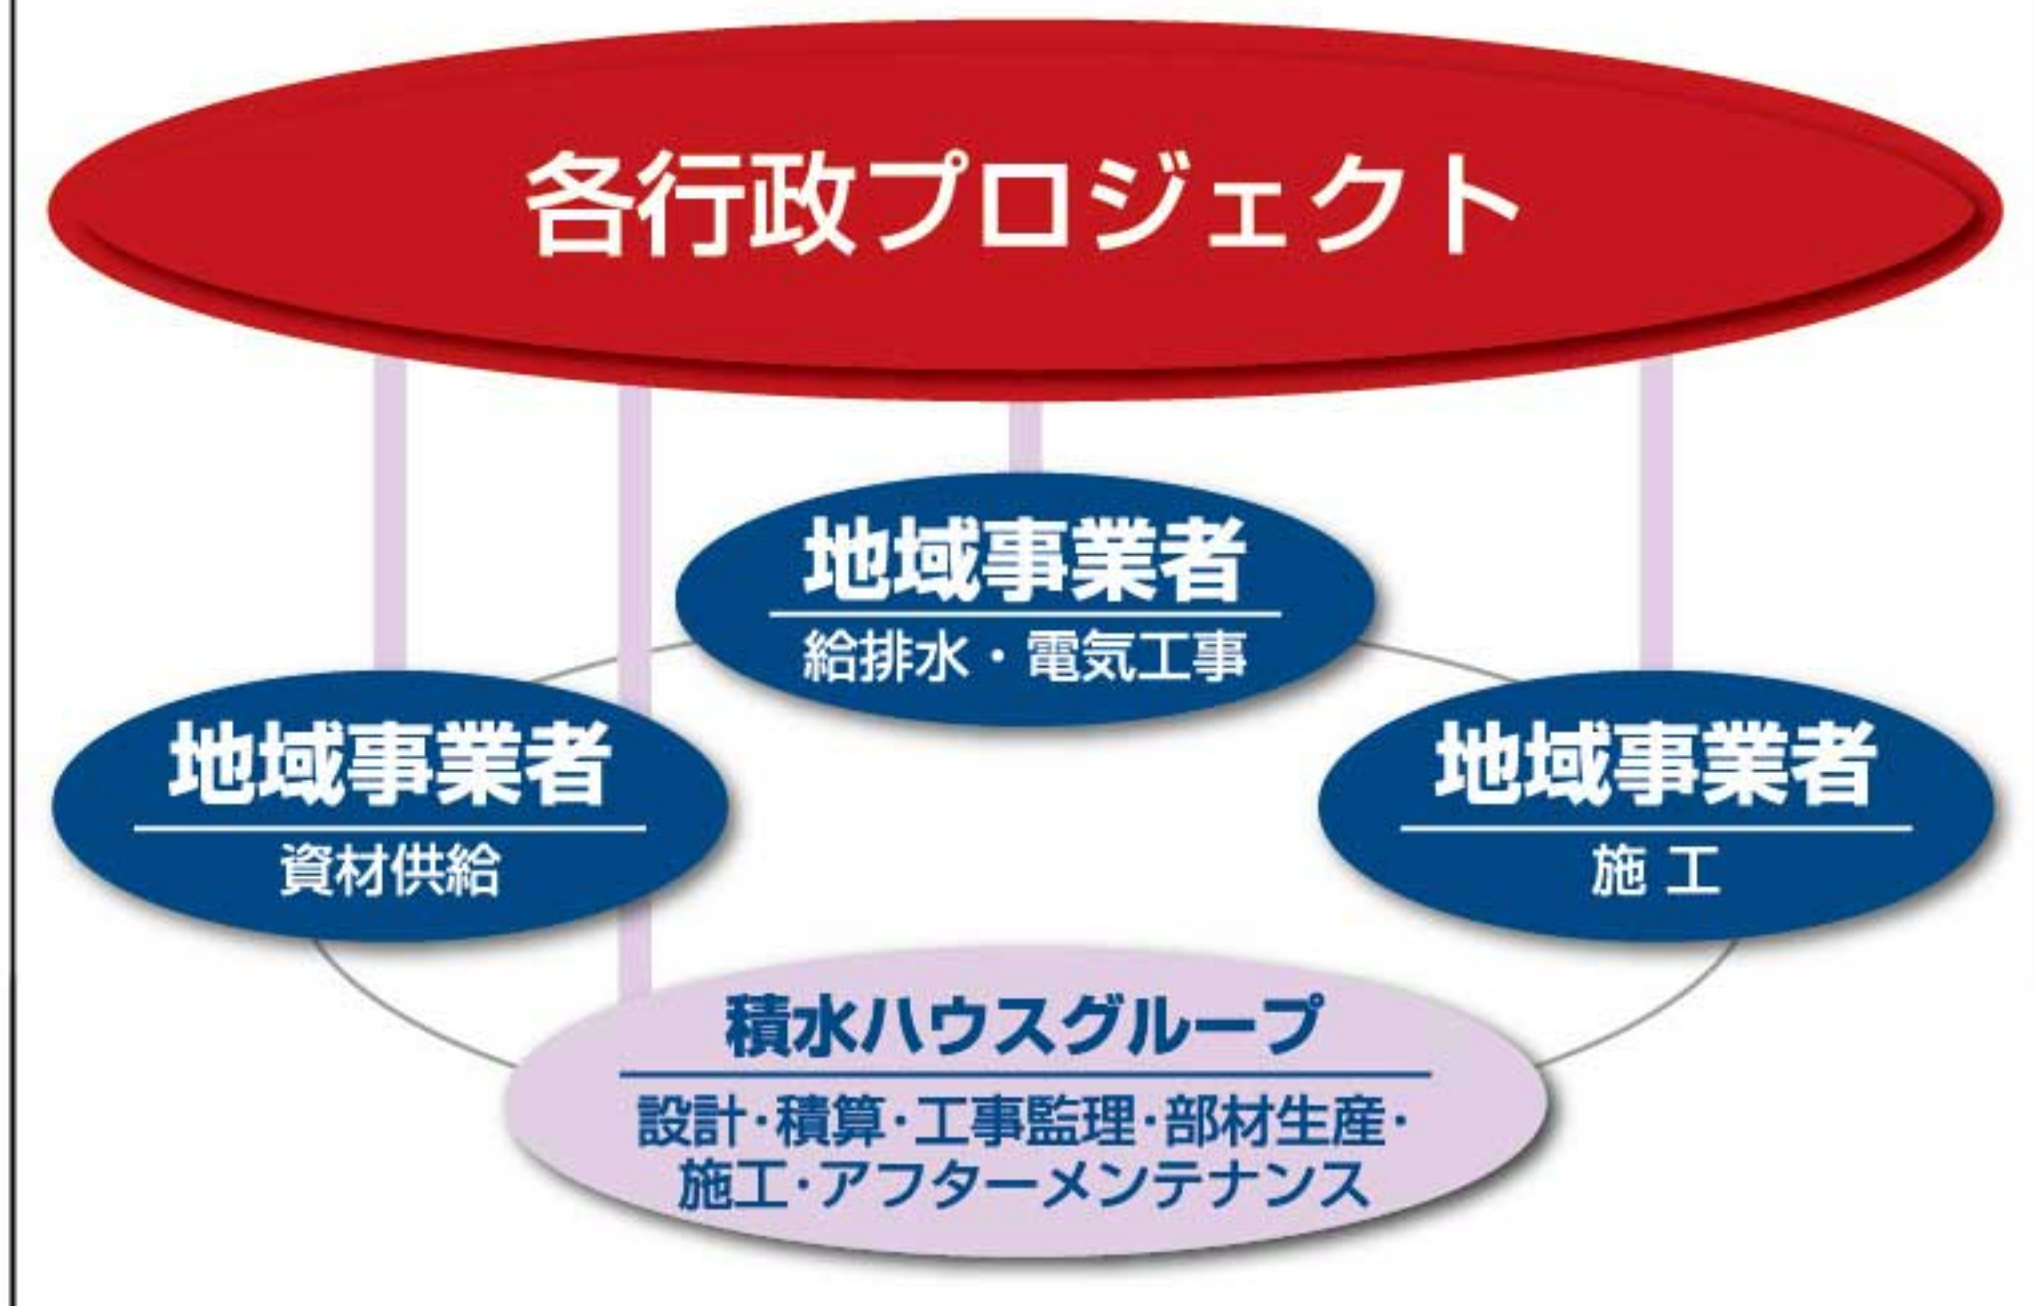 各行政プロジェクト
地域事業者
給排水・電気工事
地域事業者
資材供給
地域事業者
施工
積水ハウスグループ
設計・積算・工事監理・部材生産・
施工・アフターメンテナンス